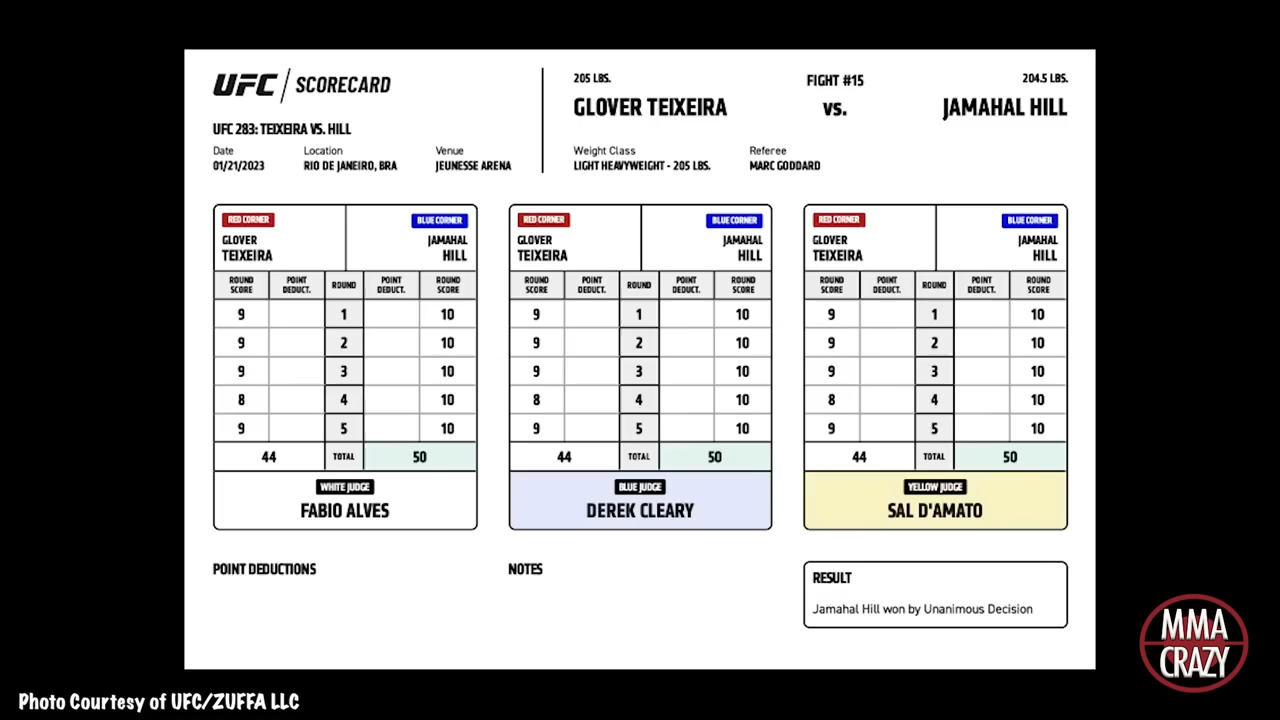 UFC / SCORECARD
UFC 283: TEIXEIRA VS. HILL
Date Location Venue
01/21/2023 RIO DE JANEIRO, BRA JEUNESSE ARENA
205 LBS. FIGHT #15 204.5 LBS.
GLOVER TEIXEIRA VS. JAMAHAL HILL
Weight Class Referee
LIGHT HEAVYWEIGHT - 205 LBS. MARC GODDARD
RED CORNER BLUE CORNER
GLOVER JAMAHAL
TEIXEIRA HILL
ROUND POINT ROUND POINT ROUND
SCORE DEDUCT. DEDUCT. SCORE
9 1 10
9 2 10
9 3 10
8 4 10
9 5 10
44 TOTAL 50
WHITE JUDGE
FABIO ALVES
RED CORNER BLUE CORNER
GLOVER JAMAHAL
TEIXEIRA HILL
ROUND POINT ROUND POINT ROUND
SCORE DEDUCT. DEDUCT. SCORE
9 1 10
9 2 10
9 3 10
8 4 10
9 5 10
44 TOTAL 50
BLUE JUDGE
DEREK CLEARY
RED CORNER BLUE CORNER
GLOVER JAMAHAL
TEIXEIRA HILL
ROUND POINT ROUND POINT ROUND
SCORE DEDUCT. DEDUCT. SCORE
9 1 10
9 2 10
9 3 10
8 4 10
9 5 10
44 TOTAL 50
YELLOW JUDGE
SAL D'AMATO
POINT DEDUCTIONS
NOTES
RESULT
Jamahal Hill won by Unanimous Decision
MMA
CRAZY
Photo Courtesy of UFC/ZUFFA LLC